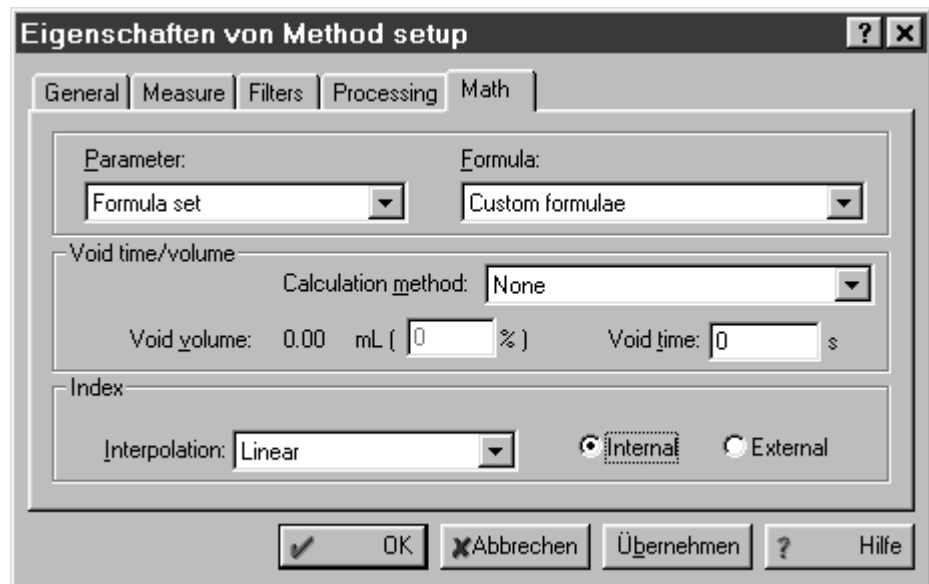 Eigenschaften von Method setup ? ×
General Measure Filters Processing Math
Parameter: Formula:
Formula set Custom formulae
Void time/volume
Calculation method: None
Void volume: 0.00 mL ( 0 % ) Void time: 0 s
Index
Interpolation: Linear Internal External
OK Abbrechen Übernehmen ? Hilfe